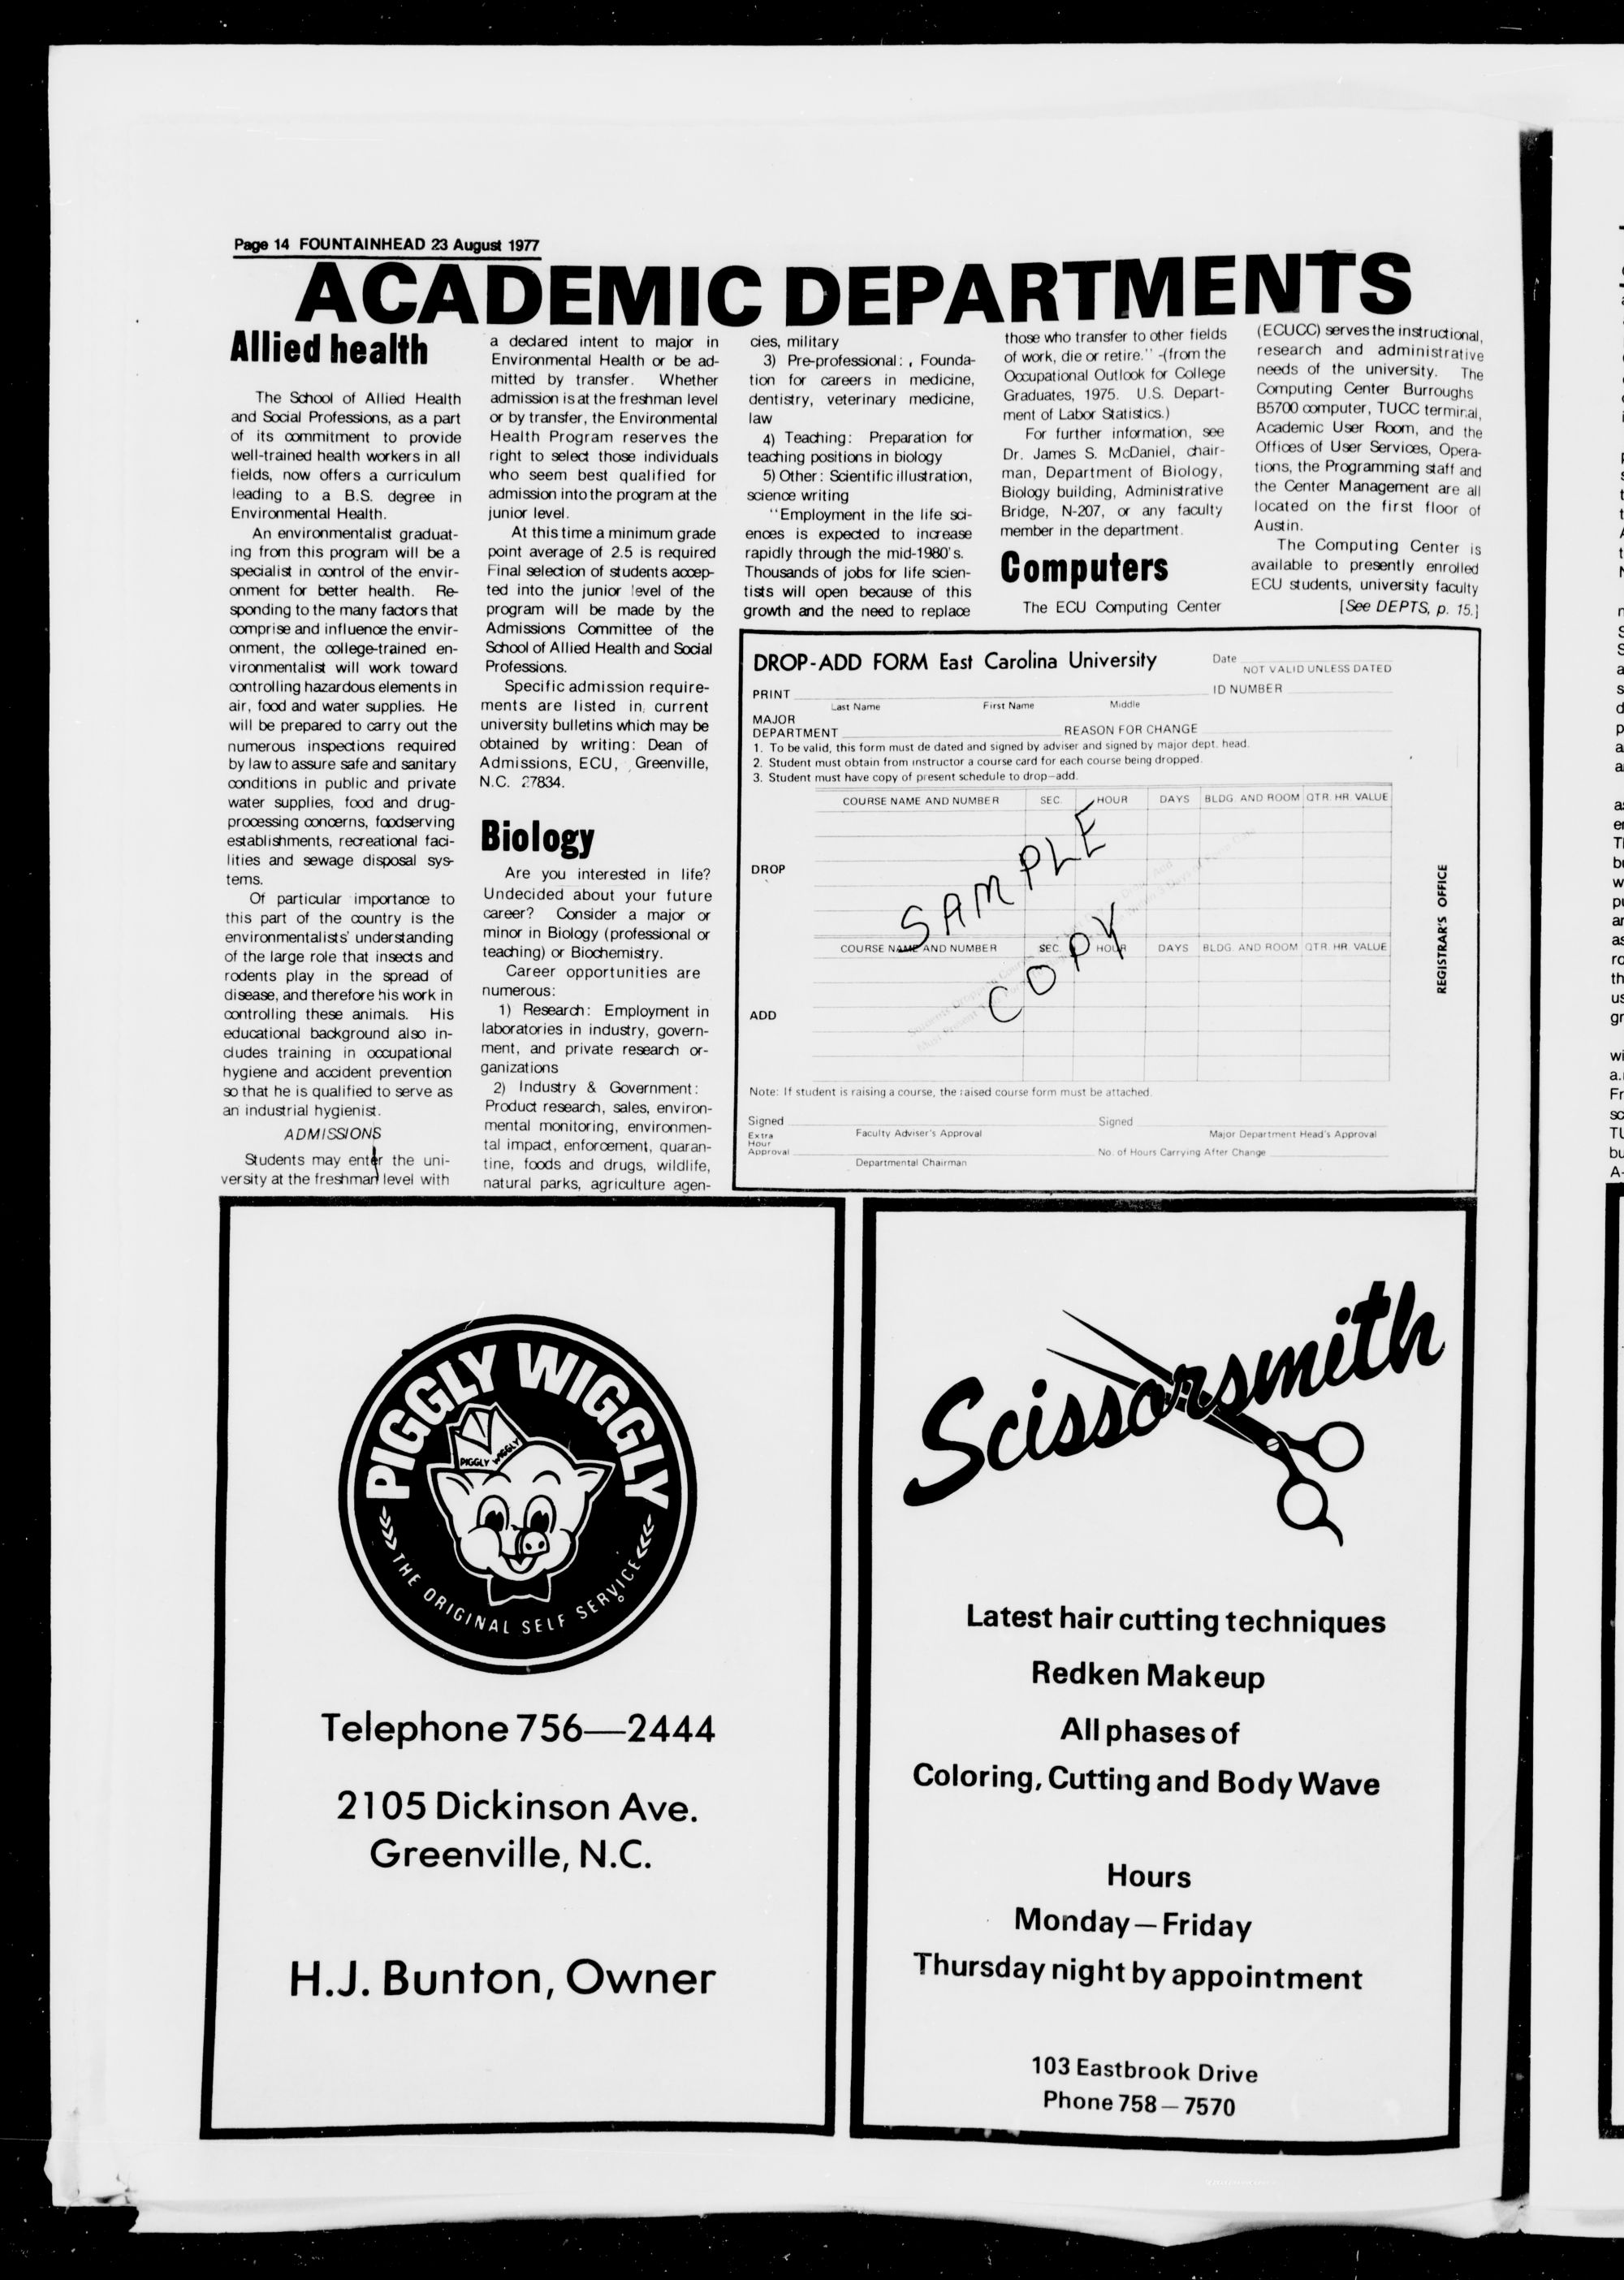 Page 14 FOUNTAINHEAD 23 August 1977
ACADEMIC DEPARTMENTS
Allied health
The School of Allied Health
and Social Professions, as a part
of its commitment to provide
well-trained health workers in all
fields, now offers a curriculum
leading to a B.S. degree in
Environmental Health.
An environmentalist graduat-
ing from this program will be a
specialist in control of the envir-
onment for better health. Re-
sponding to the many factors that
comprise and influence the envir-
onment, the college-trained en-
vironmentalist will work toward
controlling hazardous elements in
air, food and water supplies. He
will be prepared to carry out the
numerous inspections required
by law to assure safe and sanitary
conditions in public and private
water supplies, food and drug-
processing concerns, foodserving
establishments, recreational faci-
lities and sewage disposal sys-
tems.
Of particular importance to
this part of the country is the
environmentalists' understanding
of the large role that insects and
rodents play in the spread of
disease, and therefore his work in
controlling these animals. His
educational background also in-
cludes training in occupational
hygiene and accident prevention
so that he is qualified to serve as
an industrial hygienist.
ADMISSIONS
Students may enter the uni-
versity at the freshman level with
a declared intent to major in
Environmental Health or be ad-
mitted by transfer. Whether
admission is at the freshman level
or by transfer, the Environmental
Health Program reserves the
right to select those individuals
who seem best qualified for
admission into the program at the
junior level.
At this time a minimum grade
point average of 2.5 is required
Final selection of students accep-
ted into the junior level of the
program will be made by the
Admissions Committee of the
School of Allied Health and Social
Professions.
Specific admission require-
ments are listed in current
university bulletins which may be
obtained by writing: Dean of
Admissions, ECU, Greenville,
N.C. 27834.
Biology
Are you interested in life?
Undecided about your future
career? Consider a major or
minor in Biology (professional or
teaching) or Biochemistry.
Career opportunities are
numerous:
1) Research: Employment in
laboratories in industry, govern-
ment, and private research or-
ganizations
2) Industry & Government:
Product research, sales, environ-
mental monitoring, environmen-
tal impact, enforcement, quaran-
tine, foods and drugs, wildlife,
natural parks, agriculture agen-
cies, military
3) Pre-professional: , Founda-
tion for careers in medicine,
dentistry, veterinary medicine,
law
4) Teaching: Preparation for
teaching positions in biology
5) Other: Scientific illustration,
science writing
"Employment in the life sci-
ences is expected to increase
rapidly through the mid-1980's.
Thousands of jobs for life scien-
tists will open because of this
growth and the need to replace
those who transfer to other fields
of work, die or retire." -(from the
Occupational Outlook for College
Graduates, 1975. U.S. Depart-
ment of Labor Statistics.)
For further information, see
Dr. James S. McDaniel, chair-
man, Department of Biology,
Biology building, Administrative
Bridge, N-207, or any faculty
member in the department.
Computers
The ECU Computing Center
(ECUCC) serves the instructional,
research and administrative
needs of the university. The
Computing Center Burroughs
B5700 computer, TUCC terminal,
Academic User Room, and the
Offices of User Services, Opera-
tions, the Programming staff and
the Center Management are all
located on the first floor of
Austin.
The Computing Center is
available to presently enrolled
ECU students, university faculty
[See DEPTS, p. 15.]
DROP-ADD FORM East Carolina University
Date
NOT VALID UNLESS DATED
PRINT
ID NUMBER
Last Name First Name Middle
MAJOR
DEPARTMENT REASON FOR CHANGE
1. To be valid, this form must de dated and signed by adviser and signed by major dept. head.
2. Student must obtain from instructor a course card for each course being dropped.
3. Student must have copy of present schedule to drop-add.
COURSE NAME AND NUMBER SEC. HOUR DAYS BLDG. AND ROOM QTR. HR. VALUE
DROP
SAMPLE
COPY
COURSE NAME AND NUMBER SEC. HOUR DAYS BLDG. AND ROOM QTR. HR. VALUE
ADD
REGISTRAR'S OFFICE
Note: If student is raising a course, the raised course form must be attached.
Signed
Faculty Adviser's Approval
Signed
Major Department Head's Approval
Extra
Hour
Approval
Departmental Chairman
No. of Hours Carrying After Change
PIGGLY WIGGLY
PIGGLY WIGGLY
THE ORIGINAL SELF SERVICE
Telephone 756—2444
2105 Dickinson Ave.
Greenville, N.C.
H.J. Bunton, Owner
Scissorsmith
Latest hair cutting techniques
Redken Makeup
All phases of
Coloring, Cutting and Body Wave
Hours
Monday — Friday
Thursday night by appointment
103 Eastbrook Drive
Phone 758 — 7570